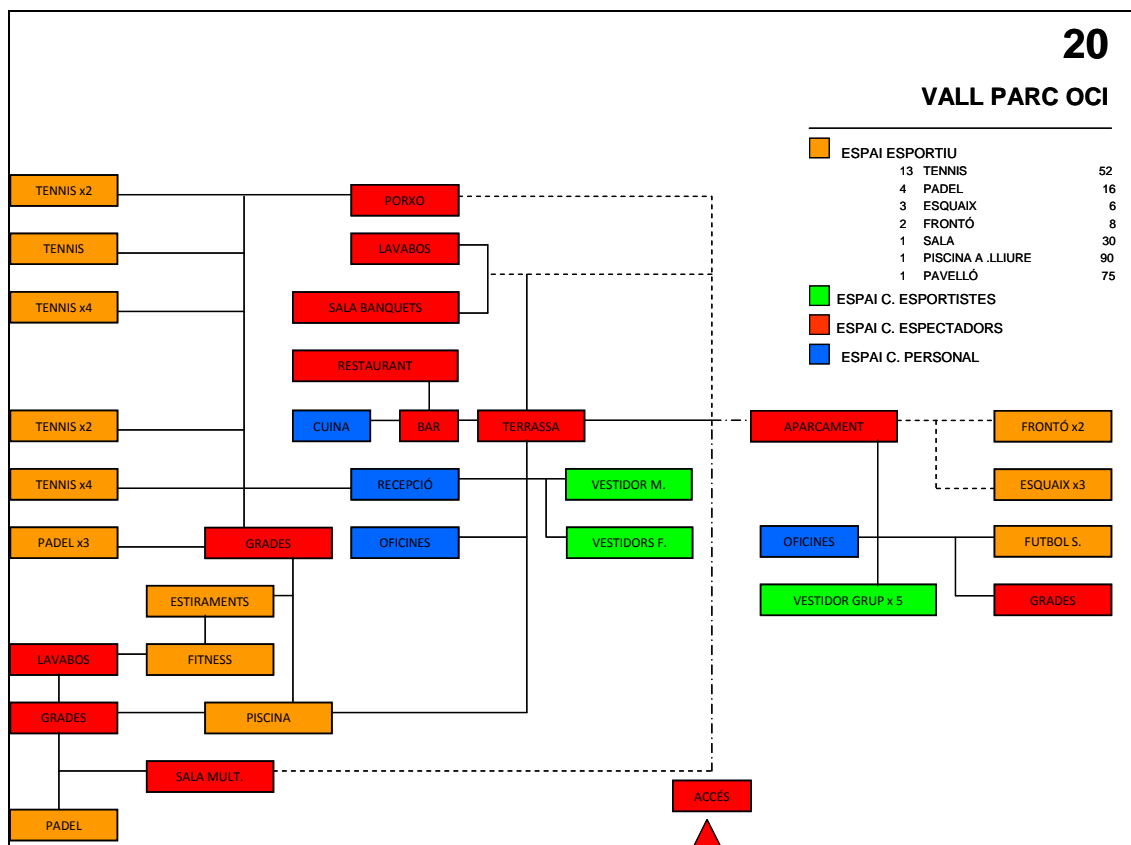 20
VALL PARC OCI
ESPAI ESPORTIU
13 TENNIS 52
4 PADEL 16
3 ESQUAIX 6
2 FRONTÓ 8
1 SALA 30
1 PISCINA A .LLIURE 90
1 PAVELLÓ 75
ESPAI C. ESPORTISTES
ESPAI C. ESPECTADORS
ESPAI C. PERSONAL
TENNIS x2
PORXO
TENNIS
LAVABOS
TENNIS x4
SALA BANQUETS
RESTAURANT
TENNIS x2
CUINA
BAR
TERRASSA
APARCAMENT
FRONTÓ x2
TENNIS x4
RECEPCIÓ
VESTIDOR M.
ESQUAIX x3
PADEL x3
GRADES
OFICINES
VESTIDORS F.
OFICINES
FUTBOL S.
ESTIRAMENTS
VESTIDOR GRUP x 5
GRADES
LAVABOS
FITNESS
GRADES
PISCINA
SALA MULT.
ACCÉS
PADEL